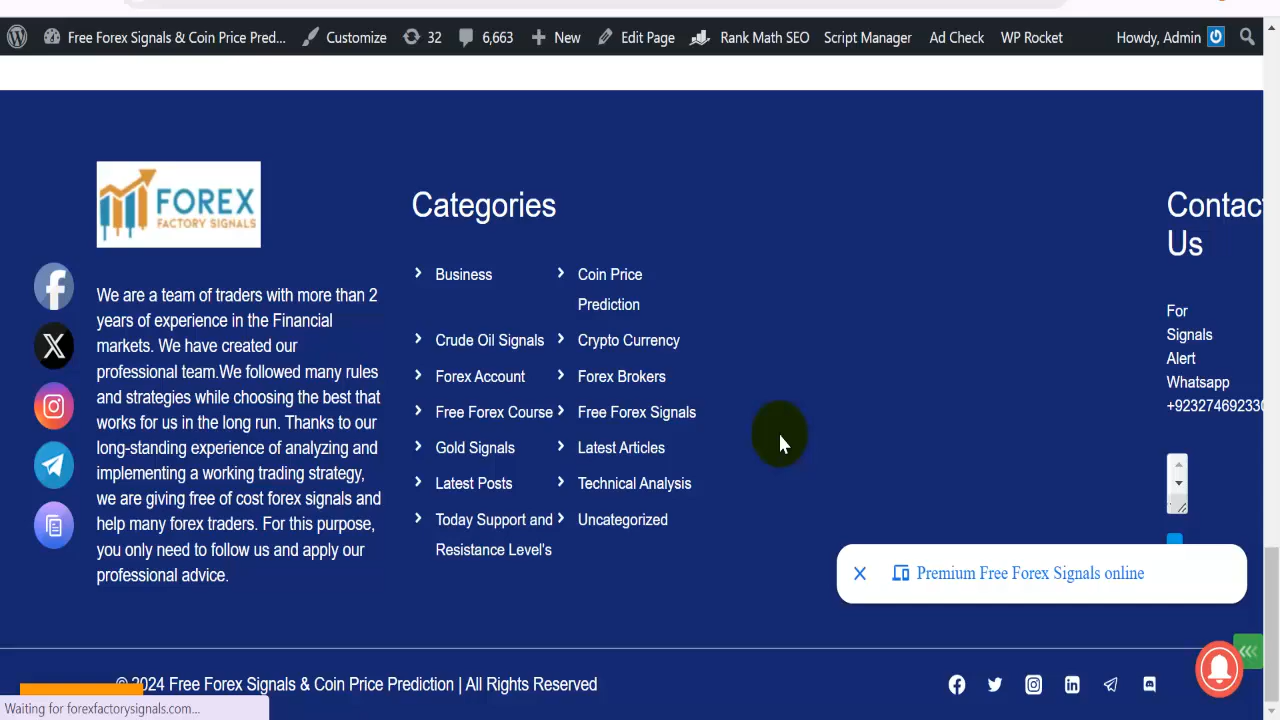 Free Forex Signals & Coin Price Pred... Customize 32 6,663 New Edit Page Rank Math SEO Script Manager Ad Check WP Rocket Howdy, Admin
FOREX
FACTORY SIGNALS
We are a team of traders with more than 2
years of experience in the Financial
markets. We have created our
professional team.We followed many rules
and strategies while choosing the best that
works for us in the long run. Thanks to our
long-standing experience of analyzing and
implementing a working trading strategy,
we are giving free of cost forex signals and
help many forex traders. For this purpose,
you only need to follow us and apply our
professional advice.
Categories
Business
Coin Price
Prediction
Crude Oil Signals
Crypto Currency
Forex Account
Forex Brokers
Free Forex Course
Free Forex Signals
Gold Signals
Latest Articles
Latest Posts
Technical Analysis
Today Support and
Resistance Level's
Uncategorized
Contac
Us
For
Signals
Alert
Whatsapp
+92327469233
Premium Free Forex Signals online
© 2024 Free Forex Signals & Coin Price Prediction | All Rights Reserved
Waiting for forexfactorysignals.com...